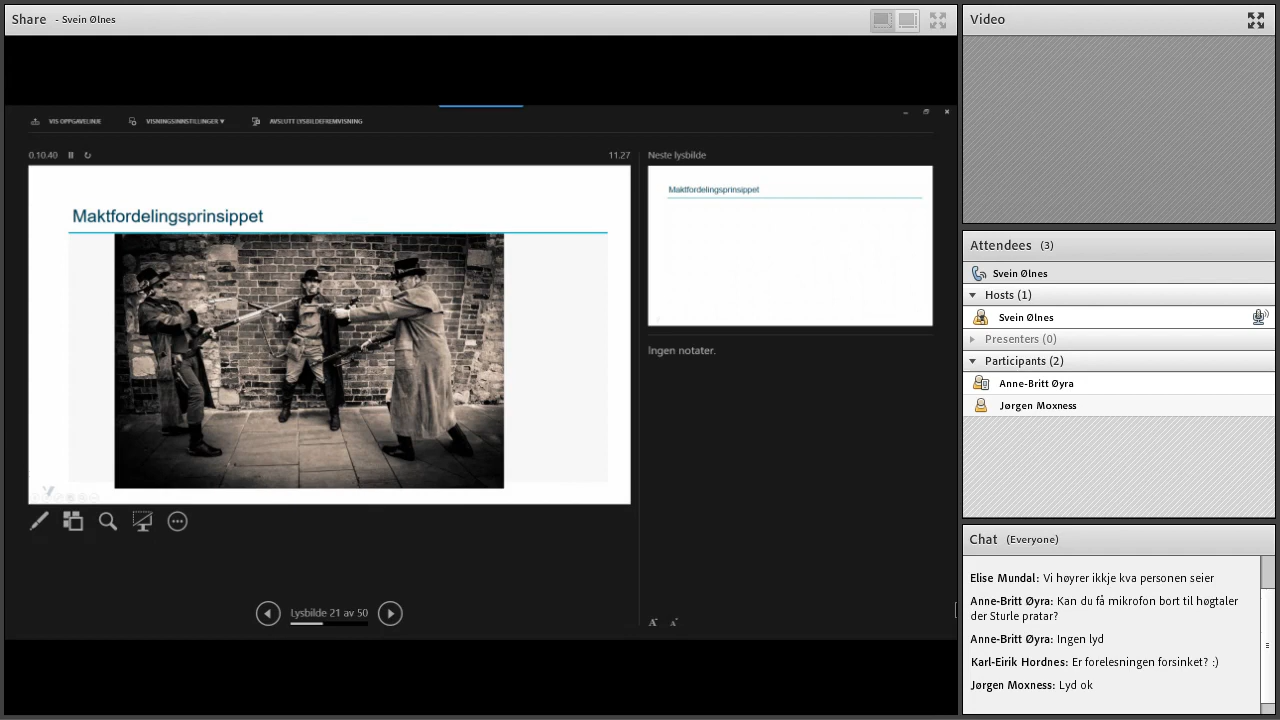 Share - Svein Ølnes
VIS OPPGAVELINJE
VISNINGSINNSTILLINGER ▾
AVSLUTT LYSBILDEFREMVISNING
0.10.40
11.27
Maktfordelingsprinsippet
Neste lysbilde
Maktfordelingsprinsippet
Ingen notater.
Lysbilde 21 av 50
A A
Video
Attendees (3)
Svein Ølnes
Hosts (1)
Svein Ølnes
Presenters (0)
Participants (2)
Anne-Britt Øyra
Jørgen Moxness
Chat (Everyone)
Elise Mundal: Vi høyrer ikkje kva personen seier
Anne-Britt Øyra: Kan du få mikrofon bort til høgtaler
der Sturle pratar?
Anne-Britt Øyra: Ingen lyd
Karl-Eirik Hordnes: Er forelesningen forsinket? :)
Jørgen Moxness: Lyd ok